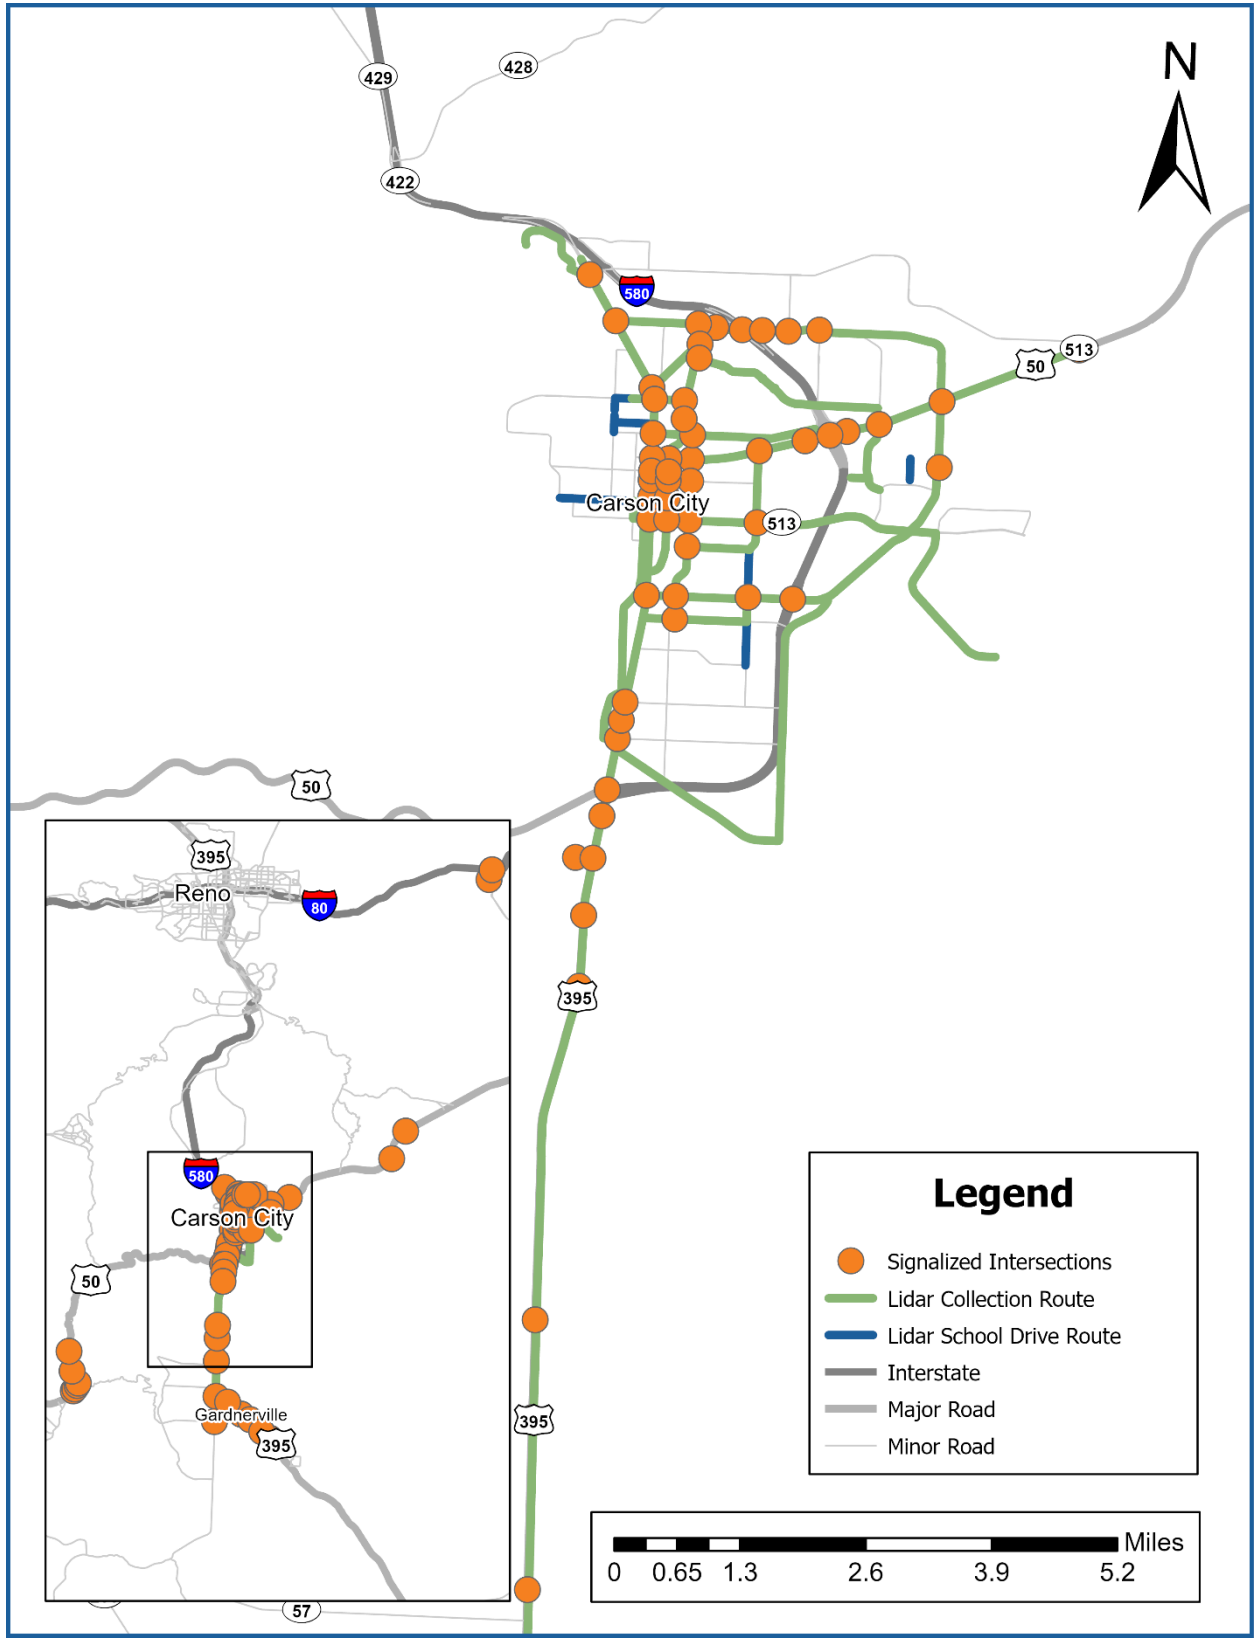 N
429
428
422
580
513
50
Carson City
513
50
395
Reno
80
395
580
Carson City
50
Gardnerville
395
395
57
Legend
Signalized Intersections
Lidar Collection Route
Lidar School Drive Route
Interstate
Major Road
Minor Road
Miles
0 0.65 1.3 2.6 3.9 5.2